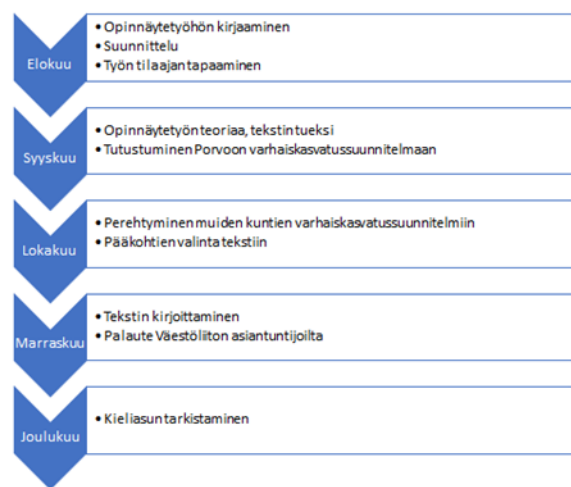 Elokuu
• Opinnäytetyöhön kirjaaminen
• Suunnittelu
• Työn tilaajan tapaaminen
Syyskuu
• Opinnäytetyön teoriaa, tekstin tueksi
• Tutustuminen Porvoon varhaiskasvatussuunnitelmaan
Lokakuu
• Perehtyminen muiden kuntien varhaiskasvatussuunnitelmiin
• Pääkohtien valinta tekstiin
Marraskuu
• Tekstin kirjoittaminen
• Palaute Väestöliiton asiantuntijoilta
Joulukuu
• Kieliasun tarkistaminen